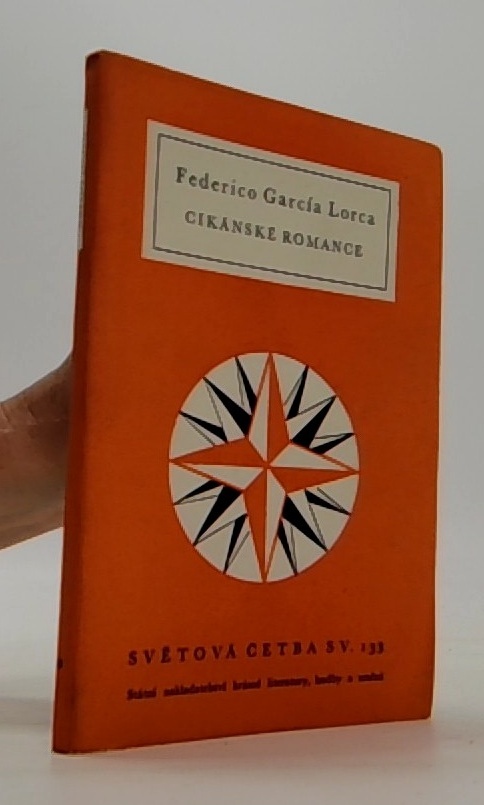 Federico García Lorca
CIKÁNSKÉ ROMANCE
SVĚTOVÁ ČETBA SV. 133
Státní nakladatelství krásné literatury, hudby a umění